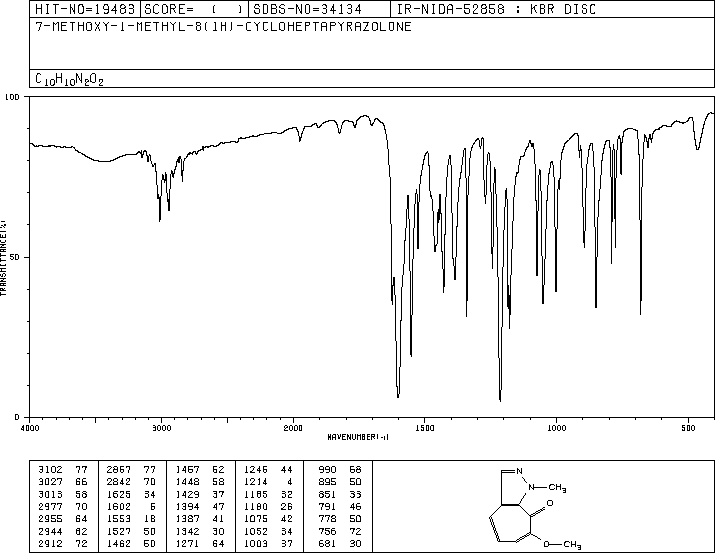 HIT-NO=19483 SCORE= ( ) SDBS-NO=34134 IR-NIDA-52858 : KBR DISC
7-METHOXY-1-METHYL-8(1H)-CYCLOHEPTAPYRAZOLONE
C10H10N2O2
100
50
0
TRANSMITTANCE(%)
4000 3000 2000 1500 1000 500
WAVENUMBER(-1)
3102 77 2867 77 1467 62 1246 44 990 68
3027 66 2842 70 1448 58 1214 4 895 50
3013 58 1625 34 1429 37 1185 32 851 33
2977 70 1602 6 1394 47 1180 26 791 46
2955 64 1553 18 1387 41 1075 42 778 50
2944 62 1527 50 1342 30 1052 34 756 72
2912 72 1462 50 1271 64 1003 37 681 30
N
N CH3
O
O CH3